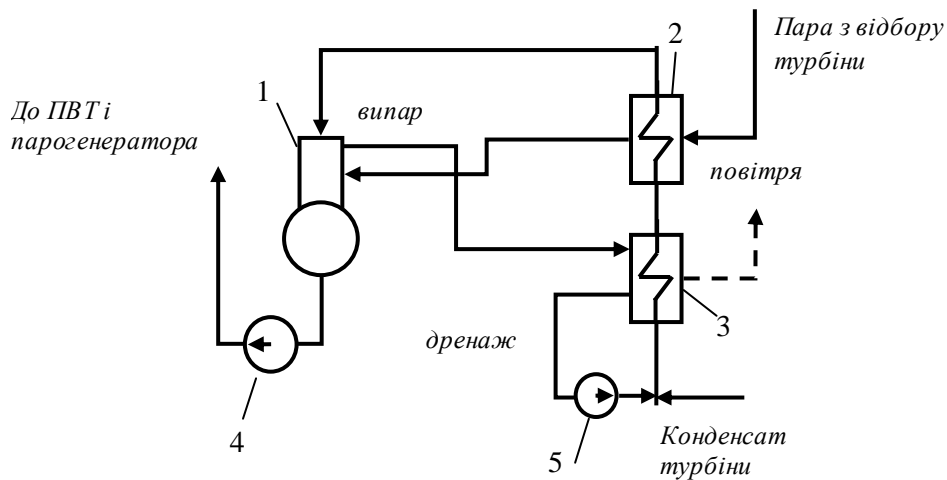 Пара з відбору
турбіни
2
До ПВТ і
парогенератора
1
випар
повітря
3
дренаж
4
5
Конденсат
турбіни